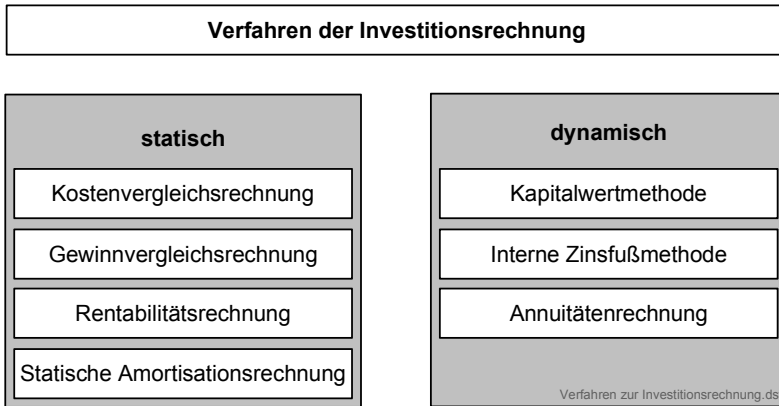 Verfahren der Investitionsrechnung
statisch
Kostenvergleichsrechnung
Gewinnvergleichsrechnung
Rentabilitätsrechnung
Statische Amortisationsrechnung
dynamisch
Kapitalwertmethode
Interne Zinsfußmethode
Annuitätenrechnung
Verfahren zur Investitionsrechnung.ds